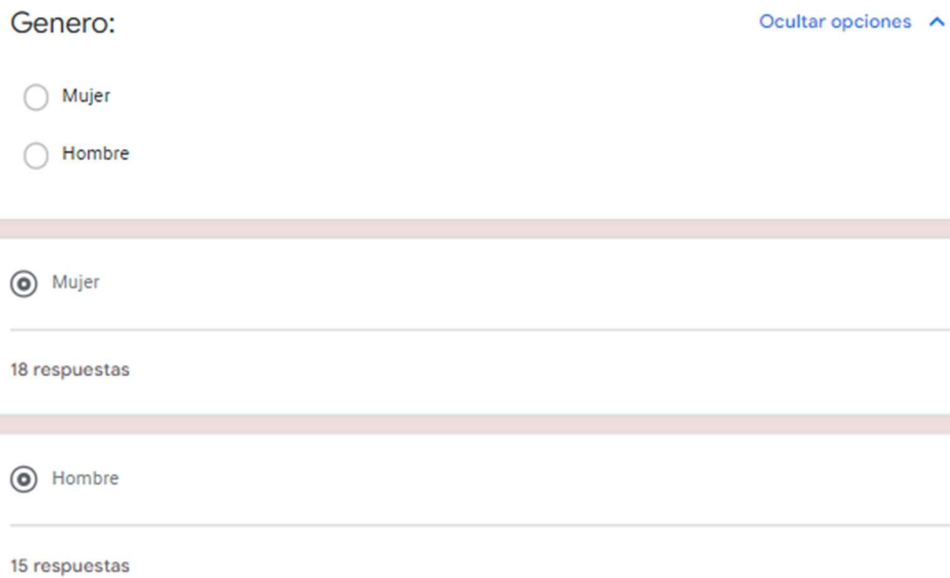 Genero:
Ocultar opciones
Mujer
Hombre
Mujer
18 respuestas
Hombre
15 respuestas